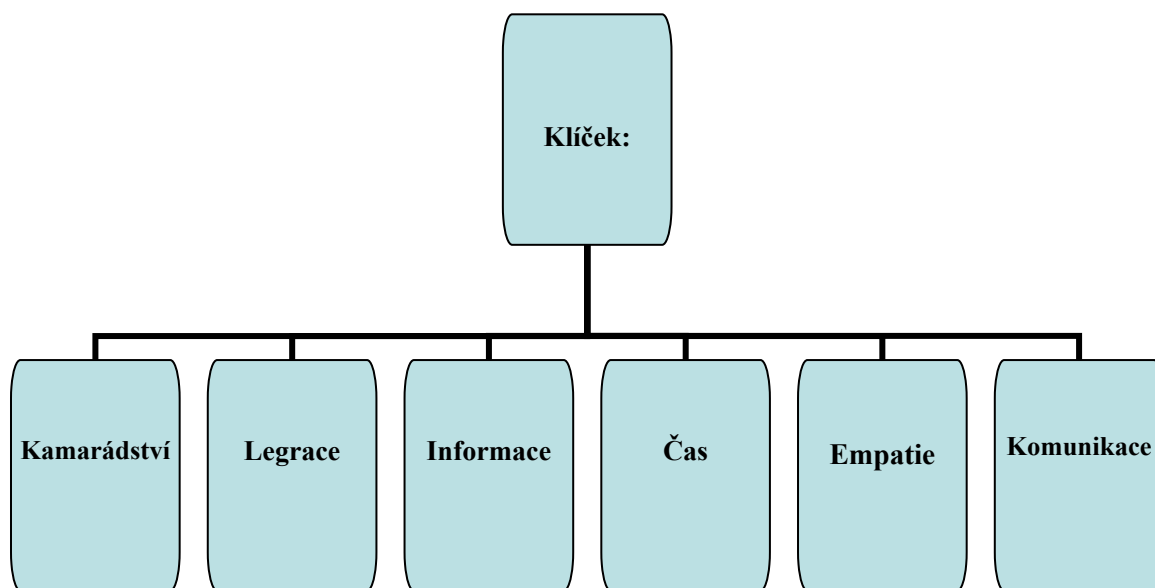 Klíček:
Kamarádství
Legrace
Informace
Čas
Empatie
Komunikace